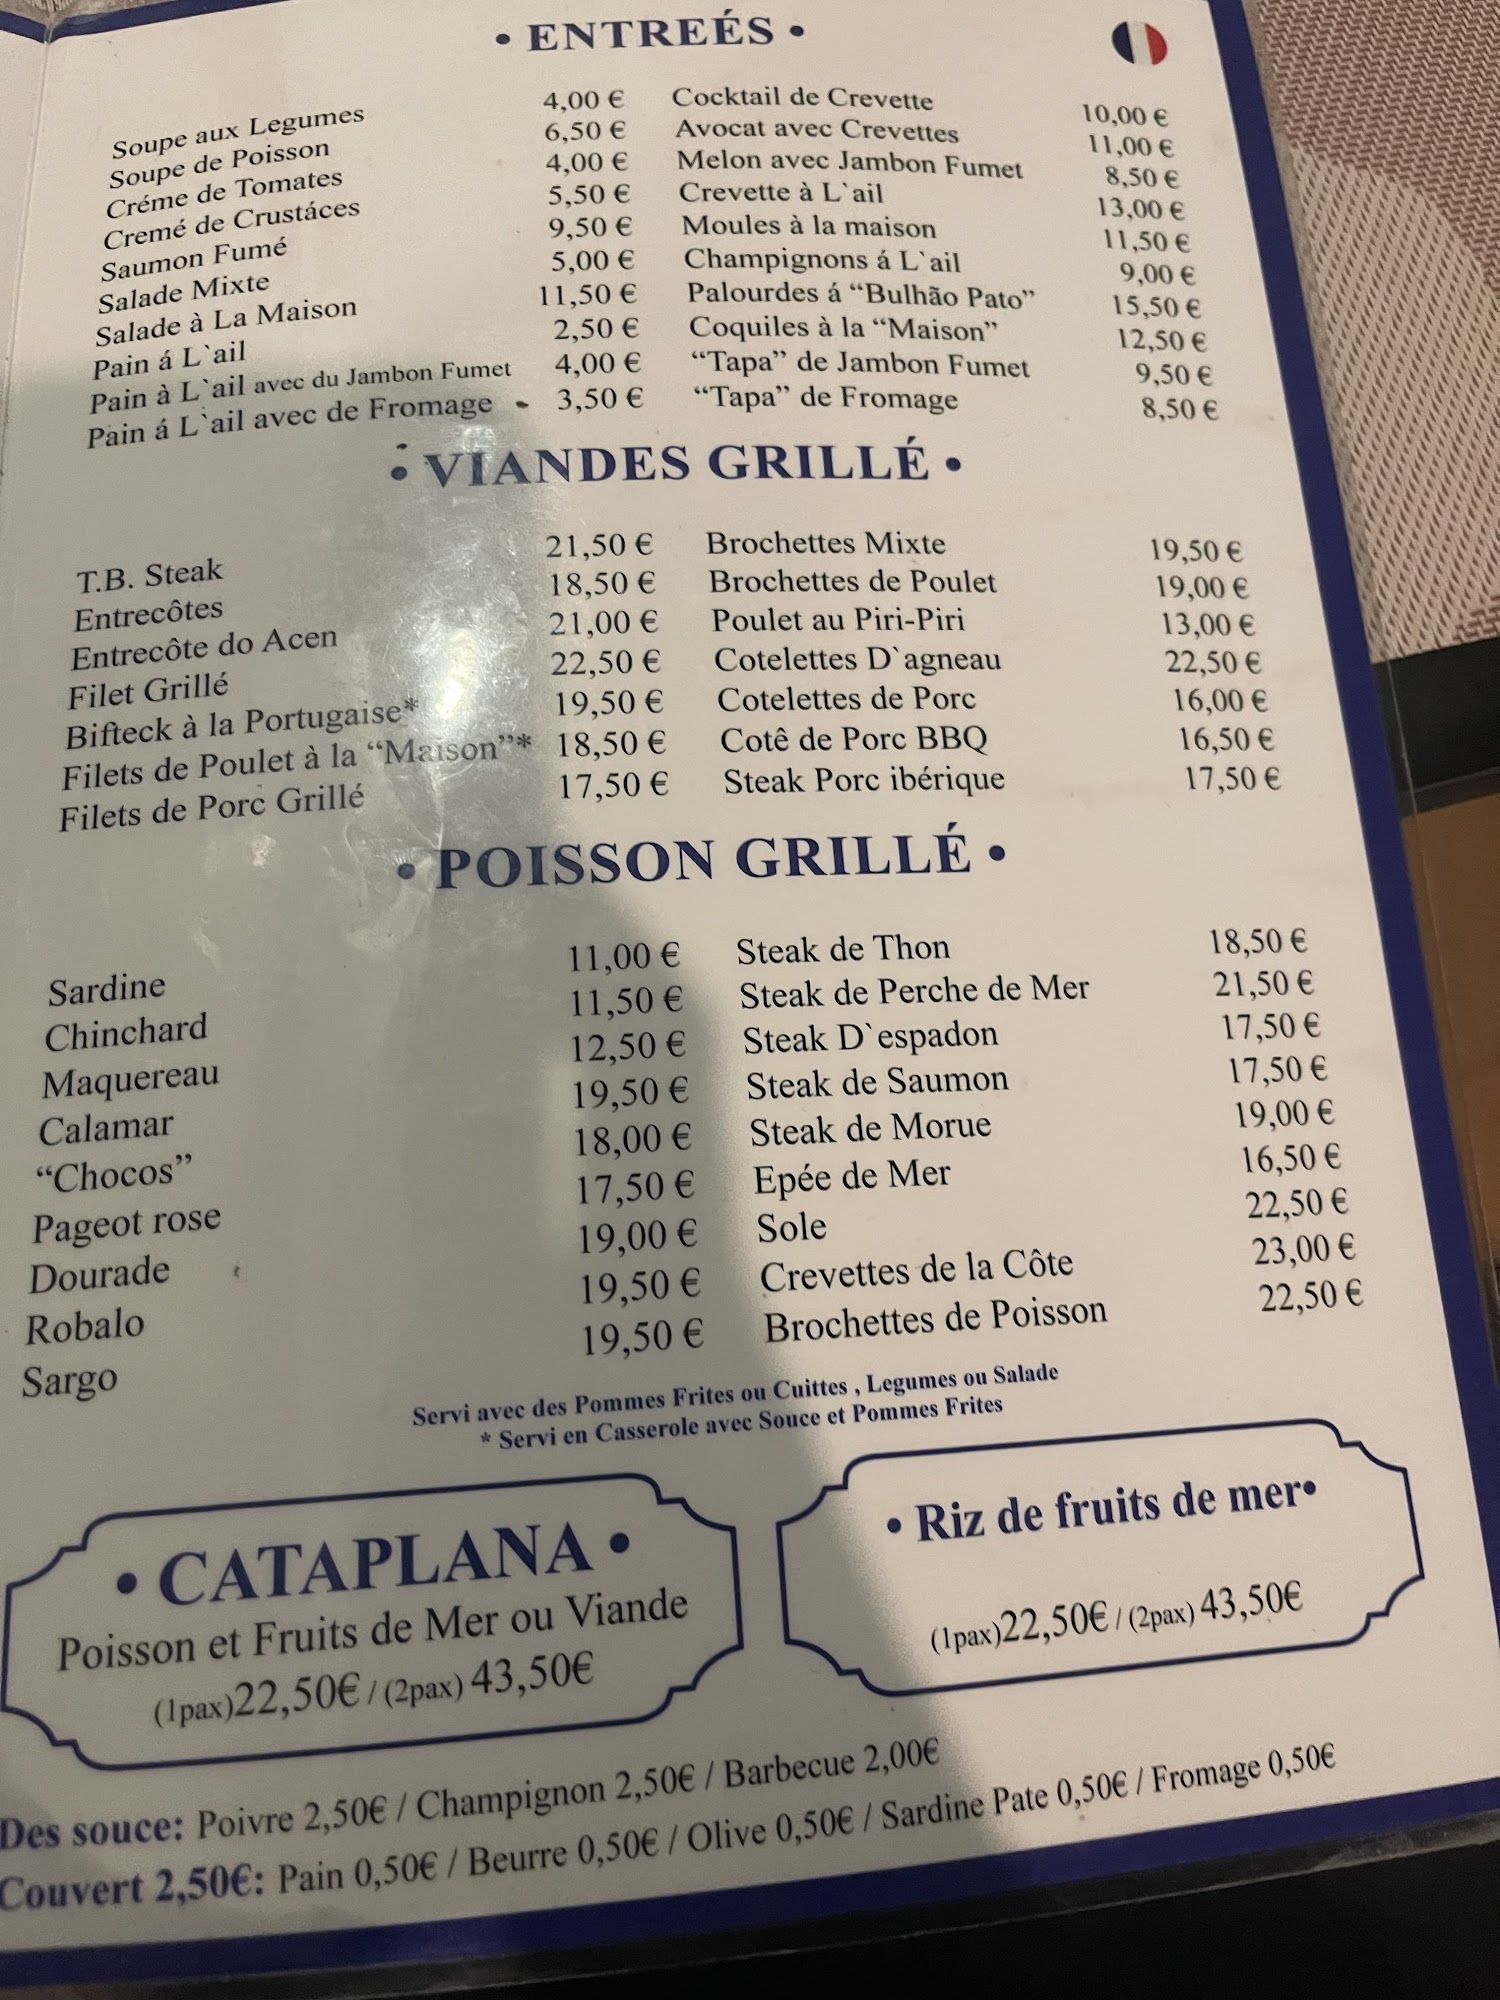 • ENTREÉS •
Soupe aux Legumes 4,00 € Cocktail de Crevette 10,00 €
Soupe de Poisson 6,50 € Avocat avec Crevettes 11,00 €
Créme de Tomates 4,00 € Melon avec Jambon Fumet 8,50 €
Cremé de Crustáces 5,50 € Crevette à L`ail 13,00 €
Saumon Fumé 9,50 € Moules à la maison 11,50 €
Salade Mixte 5,00 € Champignons á L`ail 9,00 €
Salade à La Maison 11,50 € Palourdes á “Bulhão Pato” 15,50 €
Pain á L`ail 2,50 € Coquiles à la “Maison” 12,50 €
Pain à L`ail avec du Jambon Fumet 4,00 € “Tapa” de Jambon Fumet 9,50 €
Pain á L`ail avec de Fromage 3,50 € “Tapa” de Fromage 8,50 €
• VIANDES GRILLÉ •
T.B. Steak 21,50 € Brochettes Mixte 19,50 €
Entrecôtes 18,50 € Brochettes de Poulet 19,00 €
Entrecôte do Acen 21,00 € Poulet au Piri-Piri 13,00 €
Filet Grillé 22,50 € Cotelettes D`agneau 22,50 €
Bifteck à la Portugaise* 19,50 € Cotelettes de Porc 16,00 €
Filets de Poulet à la “Maison”* 18,50 € Cotê de Porc BBQ 16,50 €
Filets de Porc Grillé 17,50 € Steak Porc ibérique 17,50 €
• POISSON GRILLÉ •
Sardine 11,00 € Steak de Thon 18,50 €
Chinchard 11,50 € Steak de Perche de Mer 21,50 €
Maquereau 12,50 € Steak D`espadon 17,50 €
Calamar 19,50 € Steak de Saumon 17,50 €
“Chocos” 18,00 € Steak de Morue 19,00 €
Pageot rose 17,50 € Epée de Mer 16,50 €
Dourade 19,00 € Sole 22,50 €
Robalo 19,50 € Crevettes de la Côte 23,00 €
Sargo 19,50 € Brochettes de Poisson 22,50 €
Servi avec des Pommes Frites ou Cuittes , Legumes ou Salade
* Servi en Casserole avec Souce et Pommes Frites
• CATAPLANA •
Poisson et Fruits de Mer ou Viande
(1pax)22,50€ / (2pax) 43,50€
• Riz de fruits de mer•
(1pax)22,50€ / (2pax) 43,50€
Des souce: Poivre 2,50€ / Champignon 2,50€ / Barbecue 2,00€
Couvert 2,50€: Pain 0,50€ / Beurre 0,50€ / Olive 0,50€ / Sardine Pate 0,50€ / Fromage 0,50€